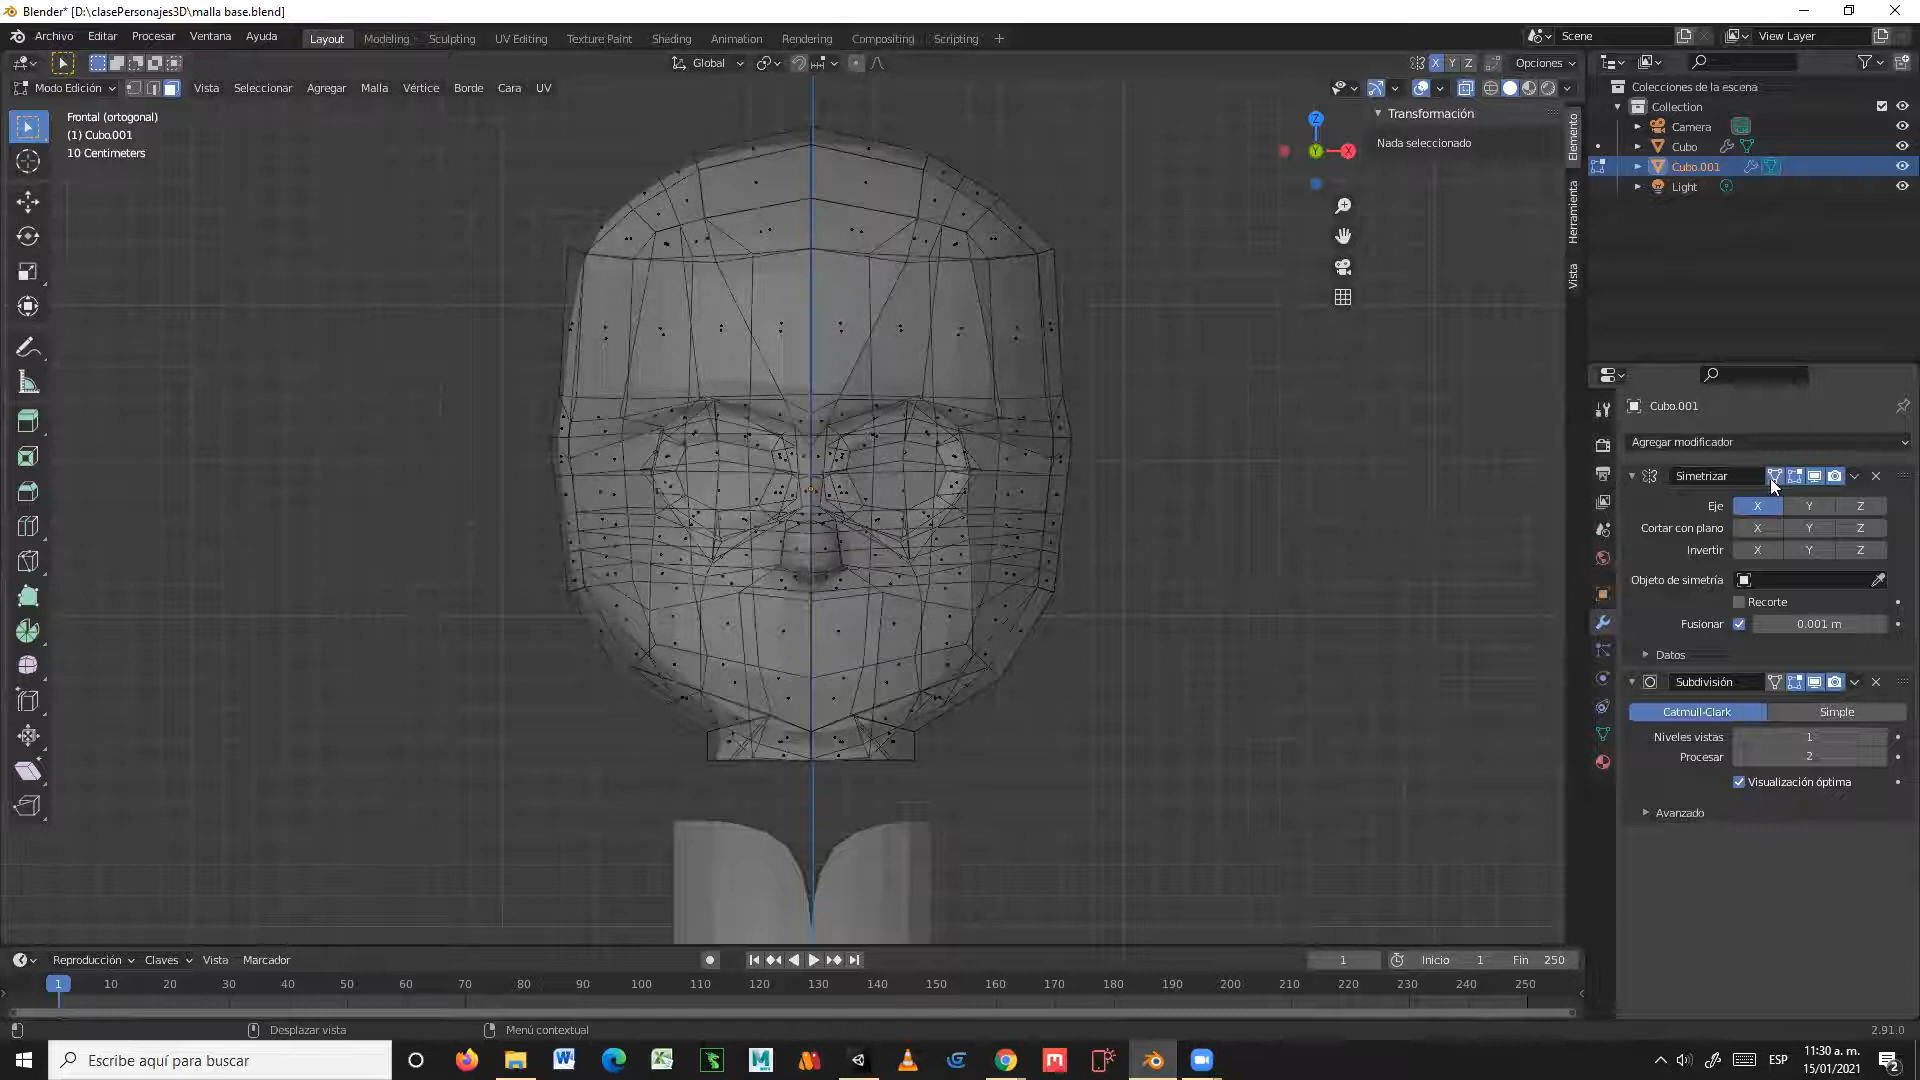 Blender* [D:\clasePersonajes3D\malla base.blend]
Archivo Editar Procesar Ventana Ayuda
Layout Modeling Sculpting UV Editing Texture Paint Shading Animation Rendering Compositing Scripting +
Scene
View Layer
Global
X Y Z
Opciones
Modo Edición
Vista Seleccionar Agregar Malla Vértice Borde Cara UV
Frontal (ortogonal)
(1) Cubo.001
10 Centimeters
Z
Y
X
Transformación
Nada seleccionado
Elemento
Herramienta
Vista
Colecciones de la escena
Collection
Camera
Cubo
Cubo.001
Light
Cubo.001
Agregar modificador
Simetrizar
Eje X Y Z
Cortar con plano X Y Z
Invertir X Y Z
Objeto de simetría
Recorte
Fusionar 0.001 m
Datos
Subdivisión
Catmull-Clark Simple
Niveles vistas 1
Procesar 2
Visualización óptima
Avanzado
Reproducción Claves Vista Marcador
1
Inicio 1 Fin 250
1 10 20 30 40 50 60 70 80 90 100 110 120 130 140 150 160 170 180 190 200 210 220 230 240 250
Desplazar vista
Menú contextual
2.91.0
Escribe aquí para buscar
ESP
11:30 a. m.
15/01/2021
2